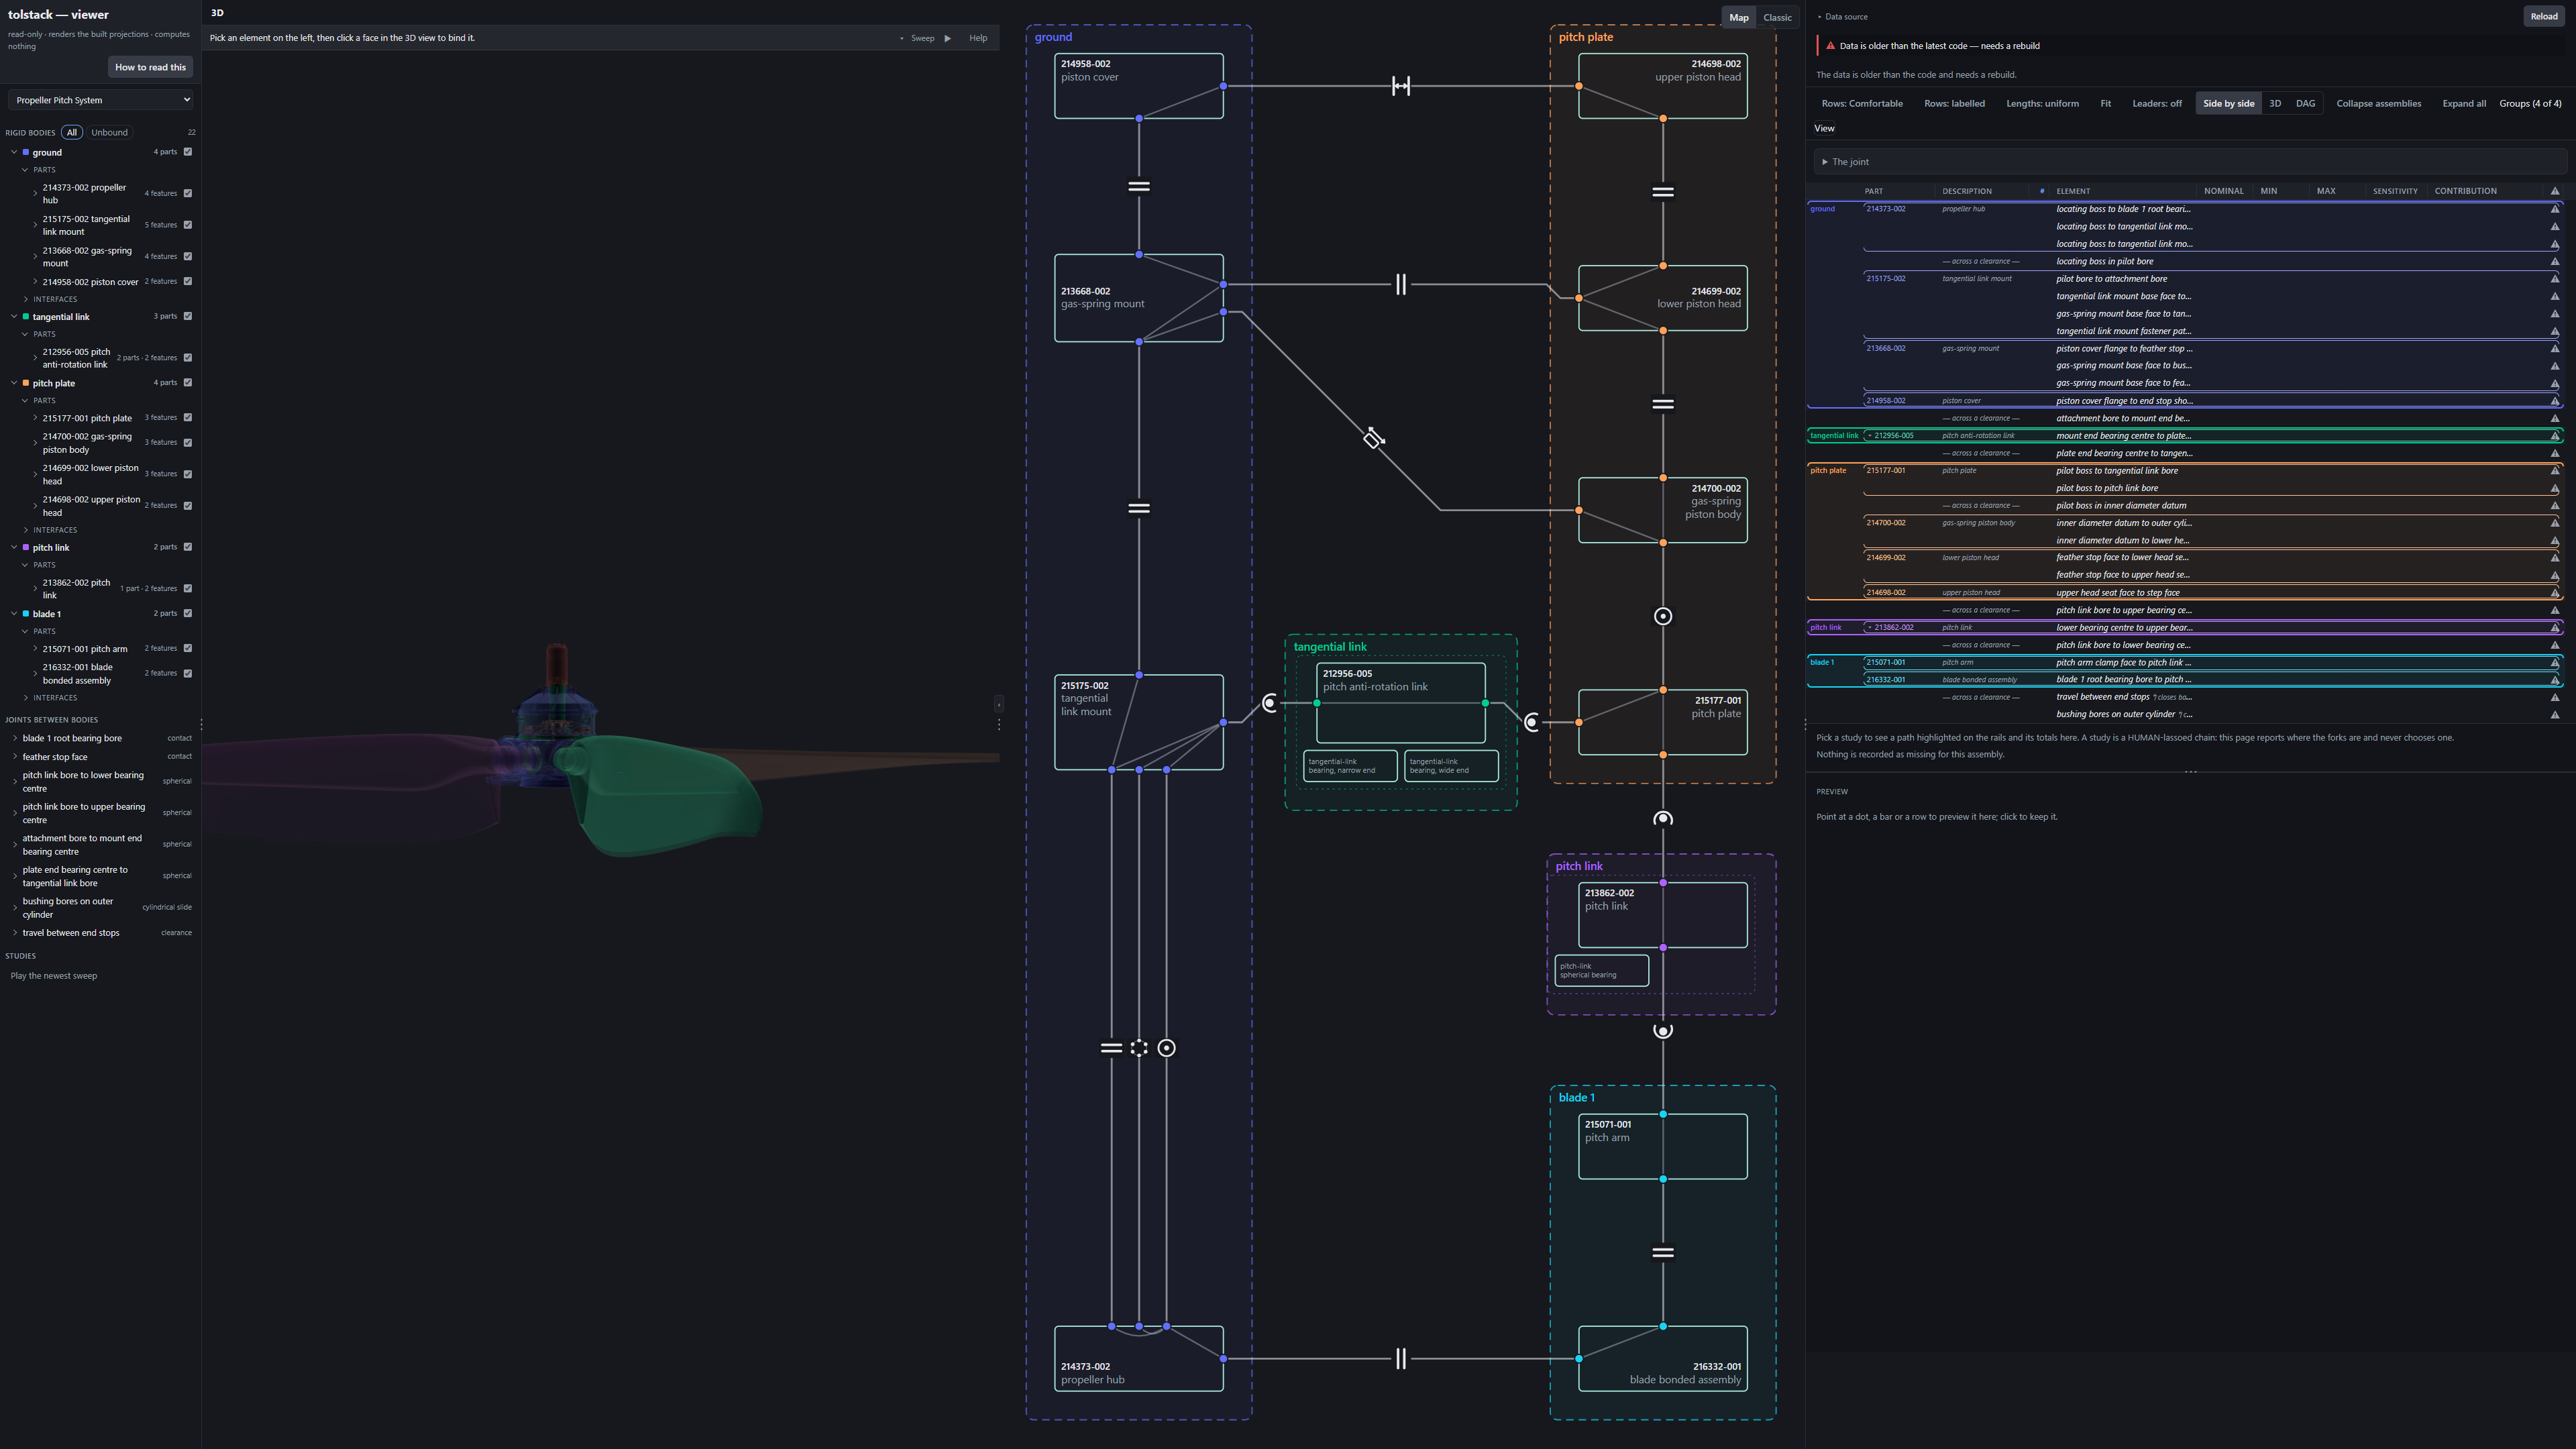 tolstack — viewer
read-only · renders the built projections · computes
nothing
How to read this
Propeller Pitch System
RIGID BODIES All Unbound 22
ground 4 parts
PARTS
214373-002 propeller
hub
4 features
215175-002 tangential
link mount
5 features
213668-002 gas-spring
mount
4 features
214958-002 piston cover 2 features
INTERFACES
tangential link 3 parts
PARTS
212956-005 pitch
anti-rotation link
2 parts · 2 features
pitch plate 4 parts
PARTS
215177-001 pitch plate 3 features
214700-002 gas-spring
piston body
3 features
214699-002 lower piston
head
3 features
214698-002 upper piston
head
2 features
INTERFACES
pitch link 2 parts
PARTS
213862-002 pitch
link
1 part · 2 features
blade 1 2 parts
PARTS
215071-001 pitch arm 2 features
216332-001 blade
bonded assembly
2 features
INTERFACES
JOINTS BETWEEN BODIES
blade 1 root bearing bore contact
feather stop face contact
pitch link bore to lower bearing
centre
spherical
pitch link bore to upper bearing
centre
spherical
attachment bore to mount end
bearing centre
spherical
plate end bearing centre to
tangential link bore
spherical
bushing bores on outer
cylinder
cylindrical slide
travel between end stops clearance
STUDIES
Play the newest sweep
3D
Pick an element on the left, then click a face in the 3D view to bind it.
Sweep
Help
Map Classic
ground
214958-002
piston cover
213668-002
gas-spring mount
215175-002
tangential
link mount
214373-002
propeller hub
tangential link
212956-005
pitch anti-rotation link
tangential-link
bearing, narrow end
tangential-link
bearing, wide end
pitch plate
214698-002
upper piston head
214699-002
lower piston head
214700-002
gas-spring
piston body
215177-001
pitch plate
pitch link
213862-002
pitch link
pitch-link
spherical bearing
blade 1
215071-001
pitch arm
216332-001
blade bonded assembly
Data source
Reload
Data is older than the latest code — needs a rebuild
The data is older than the code and needs a rebuild.
Rows: Comfortable Rows: labelled Lengths: uniform Fit Leaders: off Side by side 3D DAG Collapse assemblies Expand all Groups (4 of 4)
View
The joint
PART DESCRIPTION # ELEMENT NOMINAL MIN MAX SENSITIVITY CONTRIBUTION
ground 214373-002 propeller hub locating boss to blade 1 root beari...
locating boss to tangential link mo...
locating boss to tangential link mo...
— across a clearance — locating boss in pilot bore
215175-002 tangential link mount pilot bore to attachment bore
tangential link mount base face to...
gas-spring mount base face to tan...
tangential link mount fastener pat...
213668-002 gas-spring mount piston cover flange to feather stop ...
gas-spring mount base face to bus...
gas-spring mount base face to fea...
214958-002 piston cover piston cover flange to end stop sho...
— across a clearance — attachment bore to mount end be...
tangential link 212956-005 pitch anti-rotation link mount end bearing centre to plate...
— across a clearance — plate end bearing centre to tangen...
pitch plate 215177-001 pitch plate pilot boss to tangential link bore
pilot boss to pitch link bore
— across a clearance — pilot boss in inner diameter datum
214700-002 gas-spring piston body inner diameter datum to outer cyli...
inner diameter datum to lower he...
214699-002 lower piston head feather stop face to lower head se...
feather stop face to upper head se...
214698-002 upper piston head upper head seat face to step face
— across a clearance — pitch link bore to upper bearing ce...
pitch link 213862-002 pitch link lower bearing centre to upper bear...
— across a clearance — pitch link bore to lower bearing ce...
blade 1 215071-001 pitch arm pitch arm clamp face to pitch link ...
216332-001 blade bonded assembly blade 1 root bearing bore to pitch ...
— across a clearance — travel between end stops closes ba...
bushing bores on outer cylinder
Pick a study to see a path highlighted on the rails and its totals here. A study is a HUMAN-lassoed chain: this page reports where the forks are and never chooses one.
Nothing is recorded as missing for this assembly.
PREVIEW
Point at a dot, a bar or a row to preview it here; click to keep it.